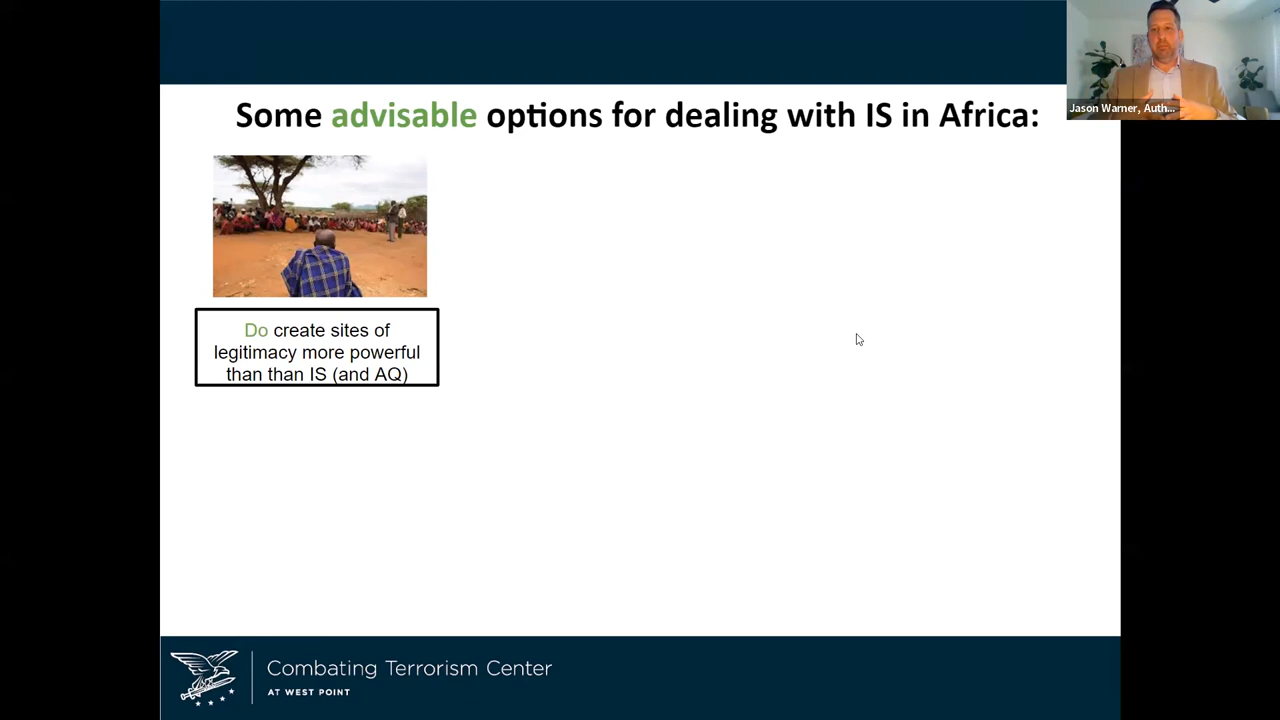 Some advisable options for dealing with IS in Africa:
Jason Warner, Auth...
Do create sites of
legitimacy more powerful
than than IS (and AQ)
Combating Terrorism Center
AT WEST POINT